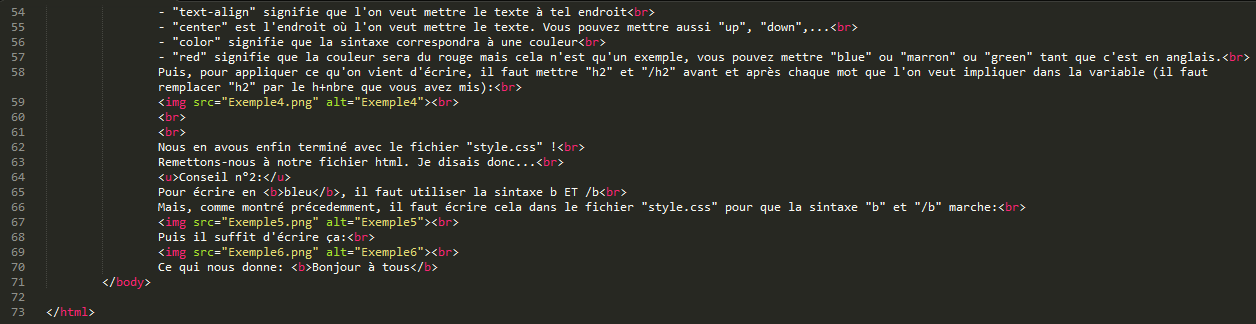 54 - "text-align" signifie que l'on veut mettre le texte à tel endroit<br>
55 - "center" est l'endroit où l'on veut mettre le texte. Vous pouvez mettre aussi "up", "down",...<br>
56 - "color" signifie que la sintaxe correspondra à une couleur<br>
57 - "red" signifie que la couleur sera du rouge mais cela n'est qu'un exemple, vous pouvez mettre "blue" ou "marron" ou "green" tant que c'est en anglais.<br>
58 Puis, pour appliquer ce qu'on vient d'écrire, il faut mettre "h2" et "/h2" avant et après chaque mot que l'on veut impliquer dans la variable (il faut
remplacer "h2" par le h+nbre que vous avez mis):<br>
59 <img src="Exemple4.png" alt="Exemple4"><br>
60 <br>
61 <br>
62 Nous en avous enfin terminé avec le fichier "style.css" !<br>
63 Remettons-nous à notre fichier html. Je disais donc...<br>
64 <u>Conseil n°2:</u>
65 Pour écrire en <b>bleu</b>, il faut utiliser la sintaxe b ET /b<br>
66 Mais, comme montré précedemment, il faut écrire cela dans le fichier "style.css" pour que la sintaxe "b" et "/b" marche:<br>
67 <img src="Exemple5.png" alt="Exemple5"><br>
68 Puis il suffit d'écrire ça:<br>
69 <img src="Exemple6.png" alt="Exemple6"><br>
70 Ce qui nous donne: <b>Bonjour à tous</b>
71 </body>
72
73 </html>